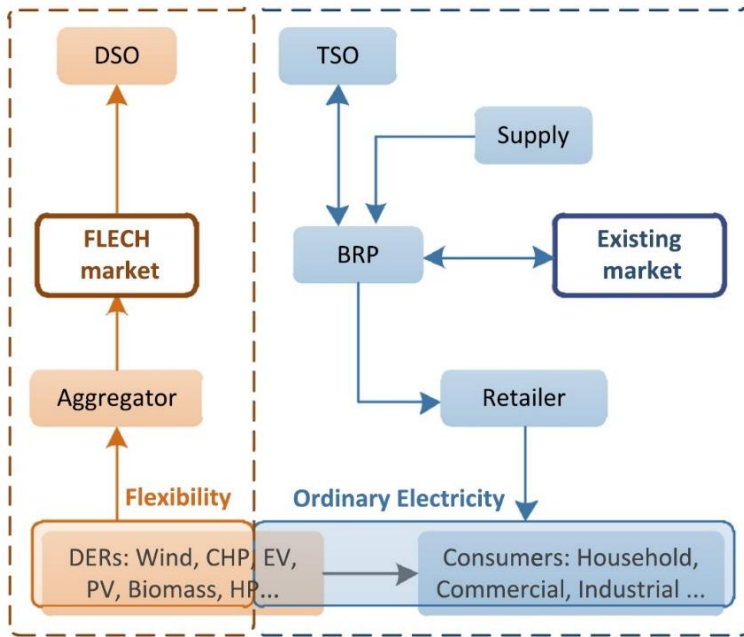 DSO
TSO
Supply
FLECH
market
BRP
Existing
market
Aggregator
Retailer
Flexibility
Ordinary Electricity
DERs: Wind, CHP, EV,
PV, Biomass, HP...
Consumers: Household,
Commercial, Industrial ...